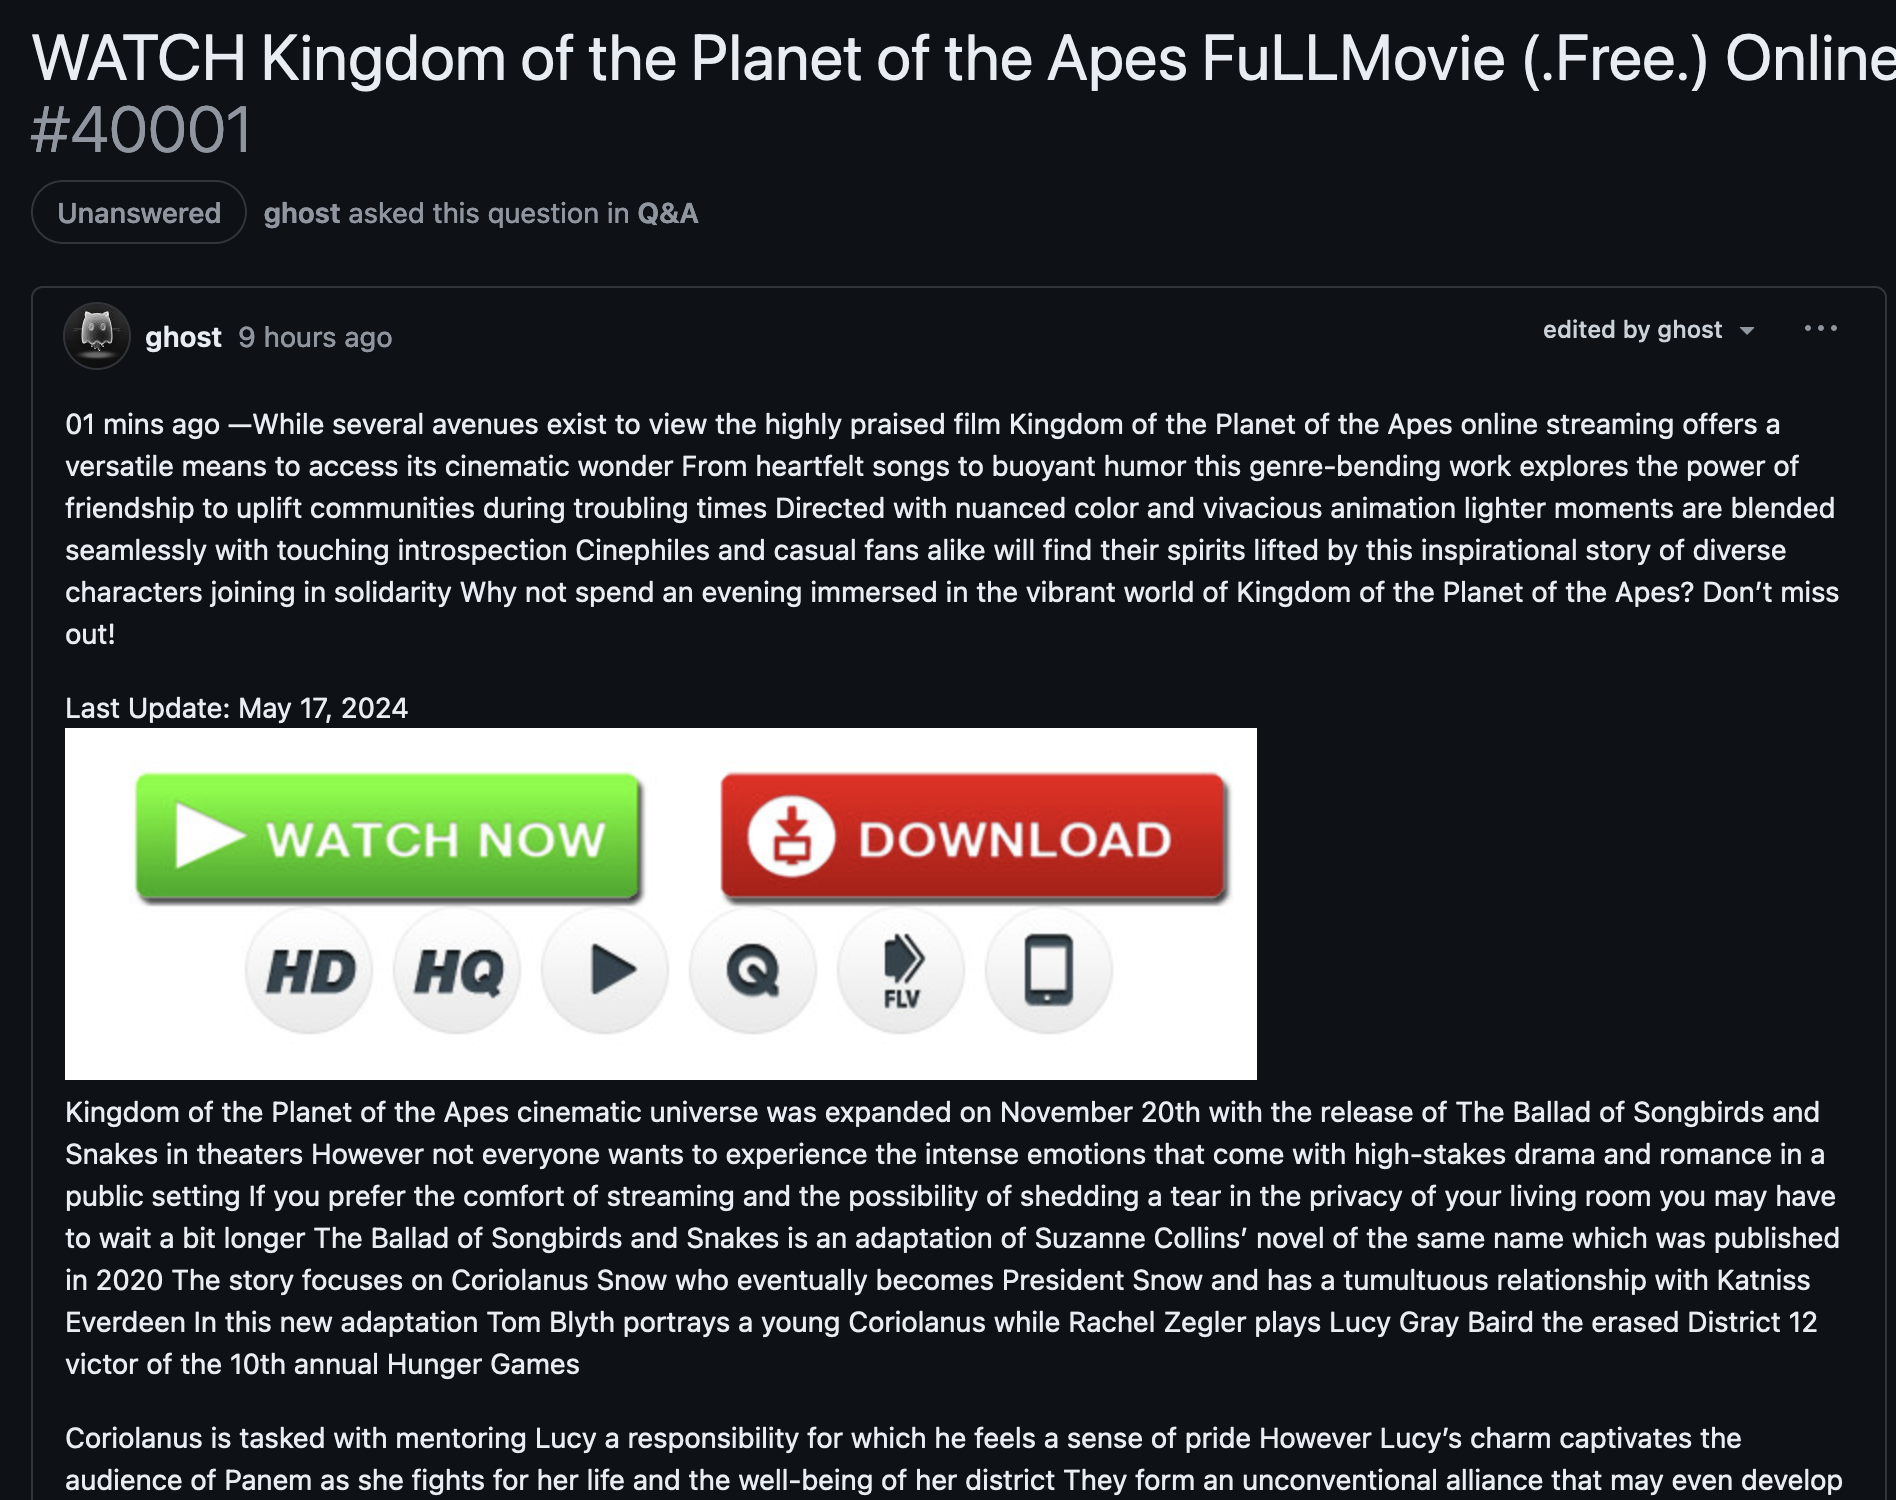 WATCH Kingdom of the Planet of the Apes FuLLMovie (.Free.) Online
#40001
Unanswered ghost asked this question in Q&A
ghost 9 hours ago edited by ghost
01 mins ago —While several avenues exist to view the highly praised film Kingdom of the Planet of the Apes online streaming offers a
versatile means to access its cinematic wonder From heartfelt songs to buoyant humor this genre-bending work explores the power of
friendship to uplift communities during troubling times Directed with nuanced color and vivacious animation lighter moments are blended
seamlessly with touching introspection Cinephiles and casual fans alike will find their spirits lifted by this inspirational story of diverse
characters joining in solidarity Why not spend an evening immersed in the vibrant world of Kingdom of the Planet of the Apes? Don’t miss
out!
Last Update: May 17, 2024
WATCH NOW DOWNLOAD
HD HQ Q FLV
Kingdom of the Planet of the Apes cinematic universe was expanded on November 20th with the release of The Ballad of Songbirds and
Snakes in theaters However not everyone wants to experience the intense emotions that come with high-stakes drama and romance in a
public setting If you prefer the comfort of streaming and the possibility of shedding a tear in the privacy of your living room you may have
to wait a bit longer The Ballad of Songbirds and Snakes is an adaptation of Suzanne Collins’ novel of the same name which was published
in 2020 The story focuses on Coriolanus Snow who eventually becomes President Snow and has a tumultuous relationship with Katniss
Everdeen In this new adaptation Tom Blyth portrays a young Coriolanus while Rachel Zegler plays Lucy Gray Baird the erased District 12
victor of the 10th annual Hunger Games
Coriolanus is tasked with mentoring Lucy a responsibility for which he feels a sense of pride However Lucy’s charm captivates the
audience of Panem as she fights for her life and the well-being of her district They form an unconventional alliance that may even develop